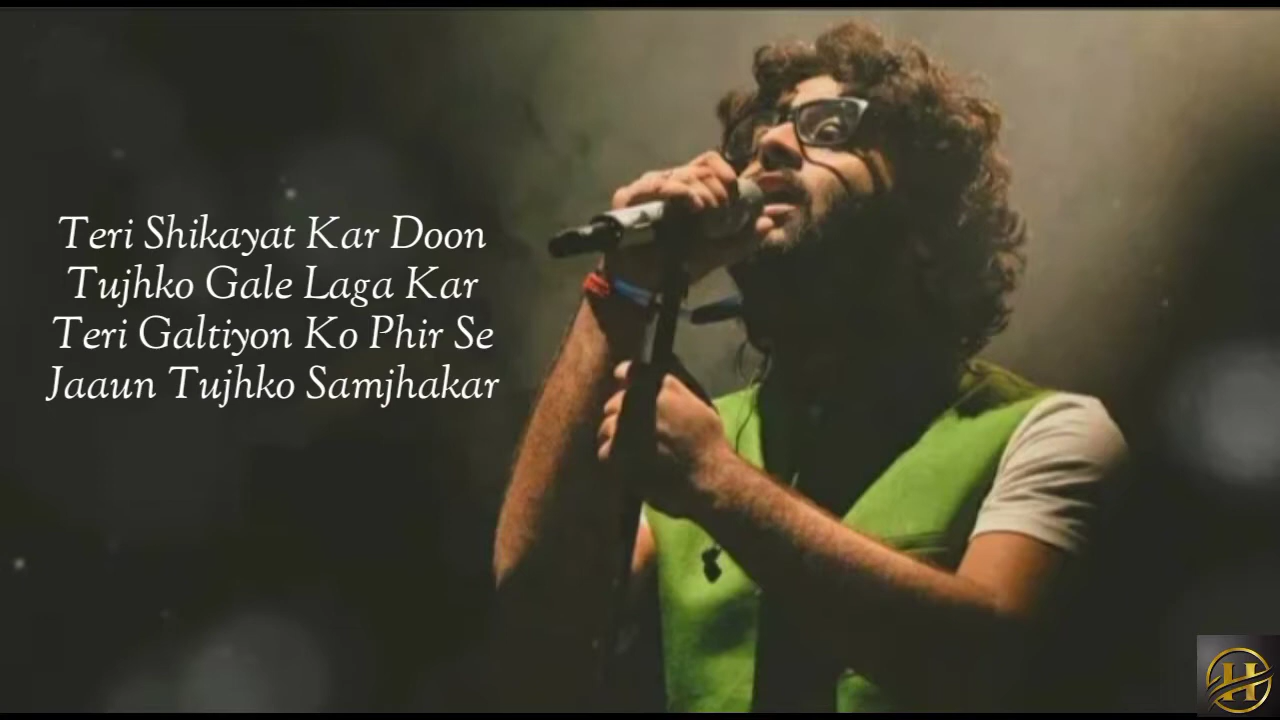 Teri Shikayat Kar Doon
Tujhko Gale Laga Kar
Teri Galtiyon Ko Phir Se
Jaaun Tujhko Samjhakar
H